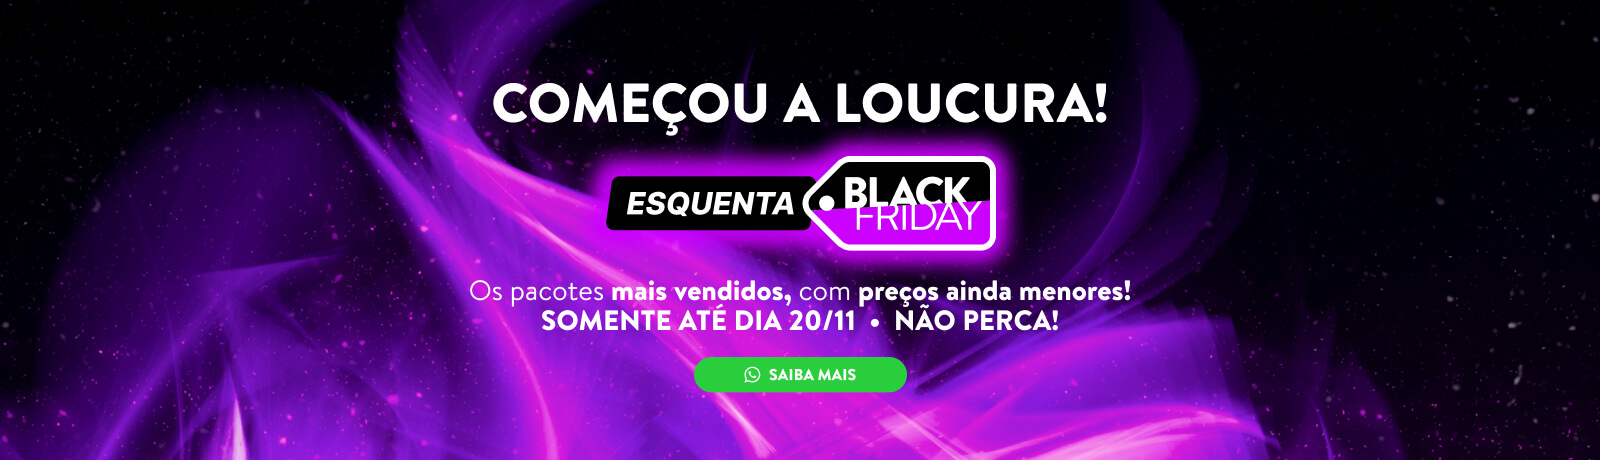 COMEÇOU A LOUCURA!
ESQUENTA BLACK
FRIDAY
Os pacotes mais vendidos, com preços ainda menores!
SOMENTE ATÉ DIA 20/11 • NÃO PERCA!
SAIBA MAIS